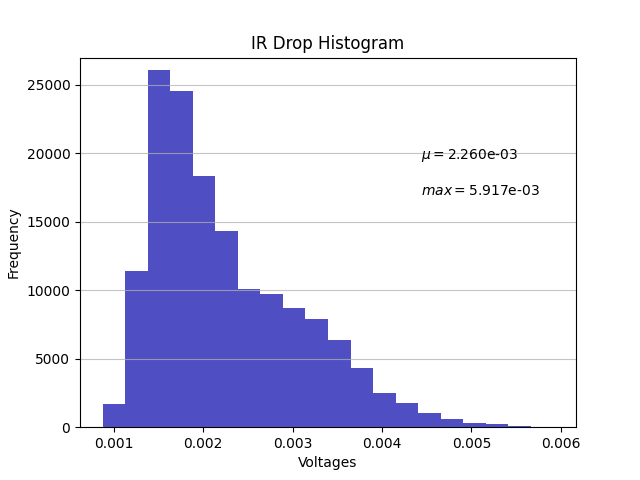 IR Drop Histogram
25000
20000
15000
10000
5000
0
Frequency
μ = 2.260e-03
max = 5.917e-03
0.001 0.002 0.003 0.004 0.005 0.006
Voltages